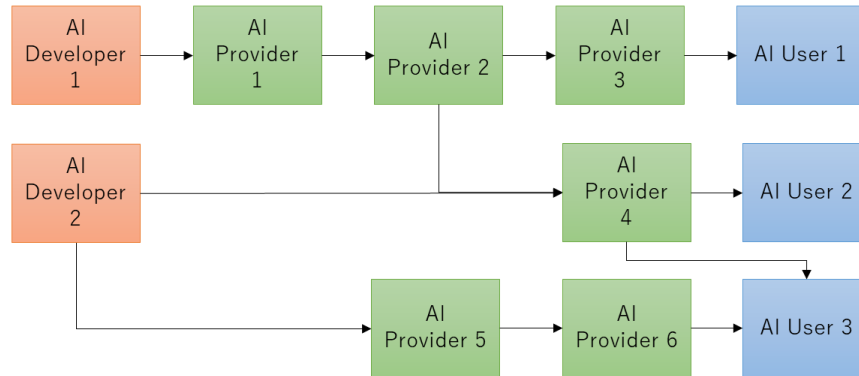 AI
Developer
1
AI
Provider
1
AI
Provider 2
AI
Provider
3
AI User 1
AI
Developer
2
AI
Provider
4
AI User 2
AI
Provider 5
AI
Provider 6
AI User 3